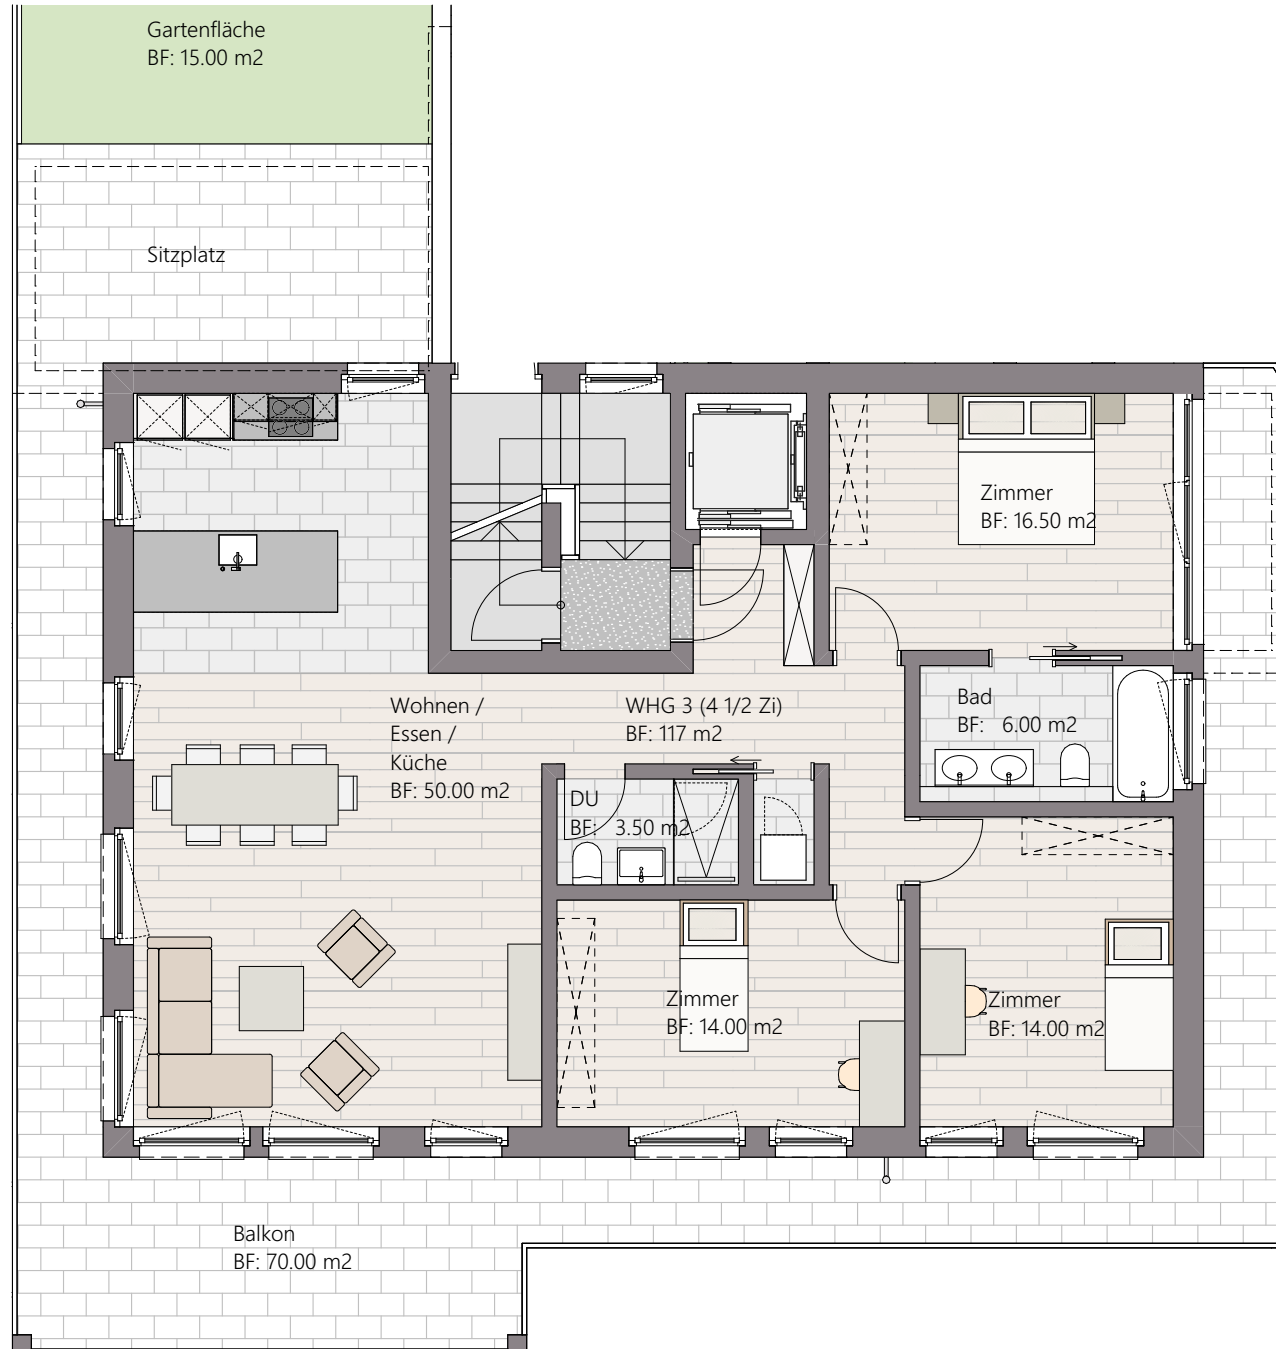 Gartenfläche
BF: 15.00 m2
Sitzplatz
Zimmer
BF: 16.50 m2
Wohnen /
Essen /
Küche
BF: 50.00 m2
WHG 3 (4 1/2 Zi)
BF: 117 m2
Bad
BF: 6.00 m2
DU
BF: 3.50 m2
Zimmer
BF: 14.00 m2
Zimmer
BF: 14.00 m2
Balkon
BF: 70.00 m2